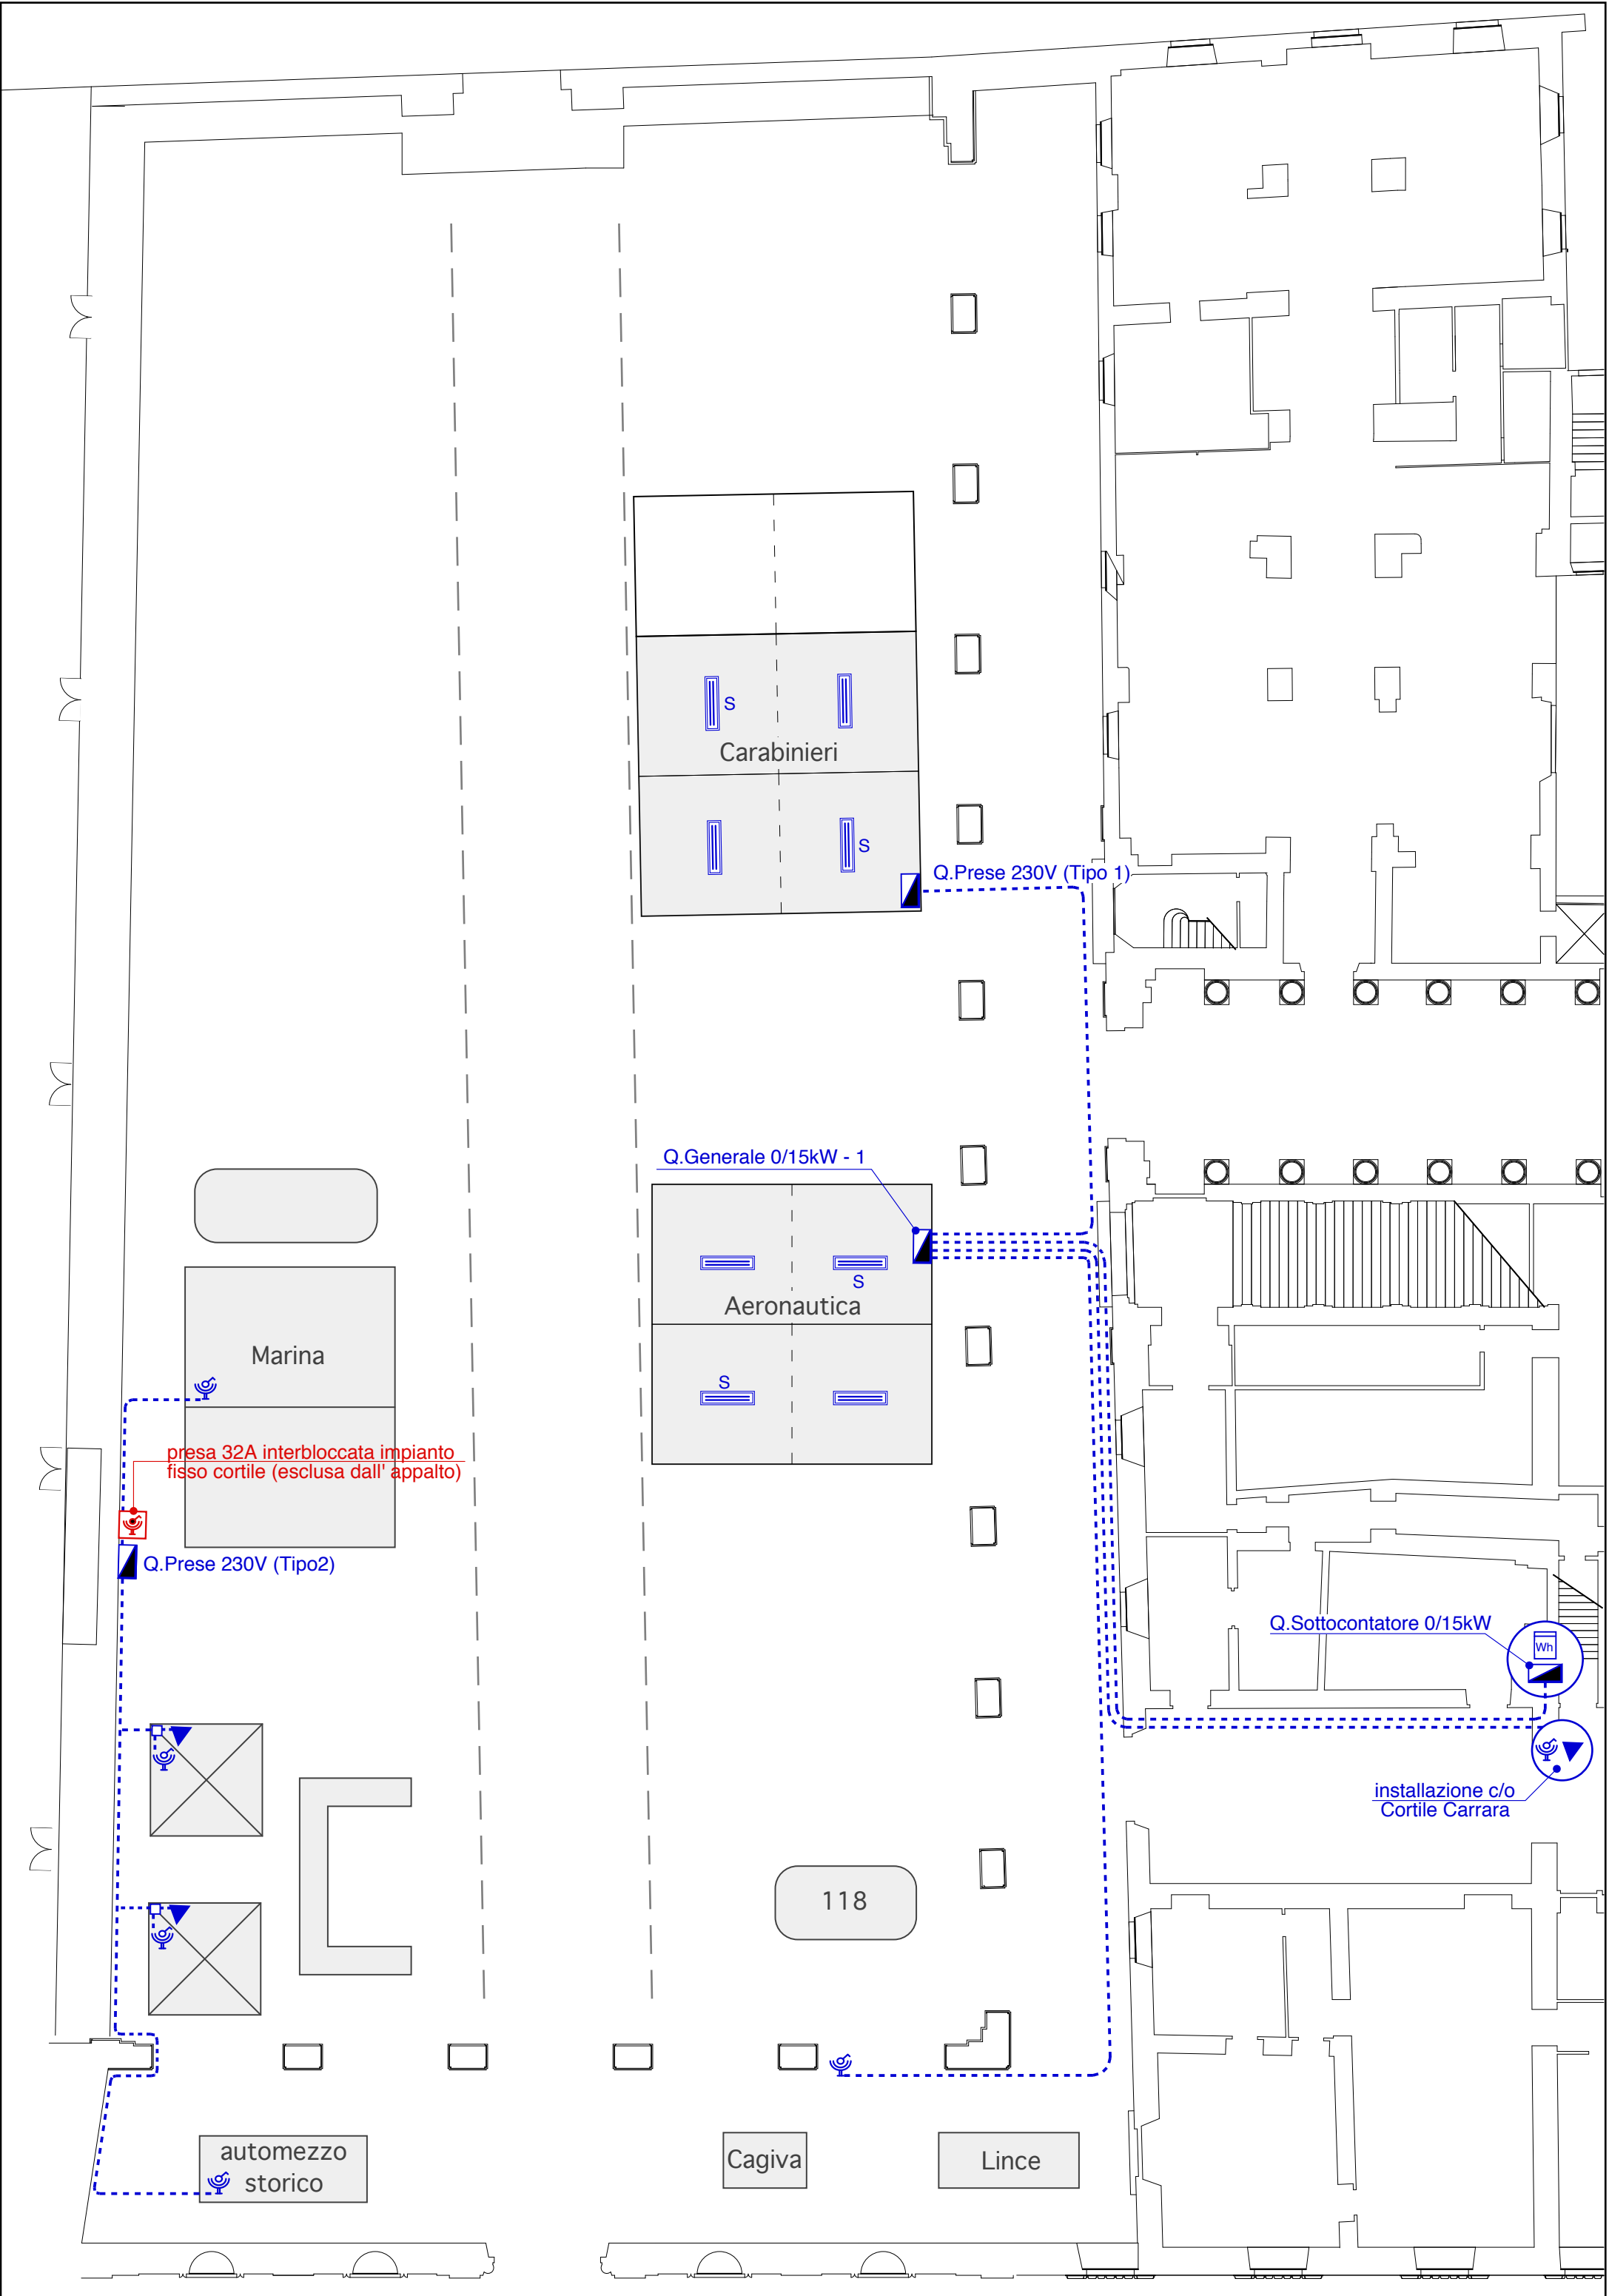 S
Carabinieri
S
Q.Prese 230V (Tipo 1)
Q.Generale 0/15kW - 1
S
Aeronautica
Marina
S
presa 32A interbloccata impianto
fisso cortile (esclusa dall' appalto)
Q.Prese 230V (Tipo2)
Q.Sottocontatore 0/15kW
Wh
installazione c/o
Cortile Carrara
118
automezzo
storico
Cagiva
Lince